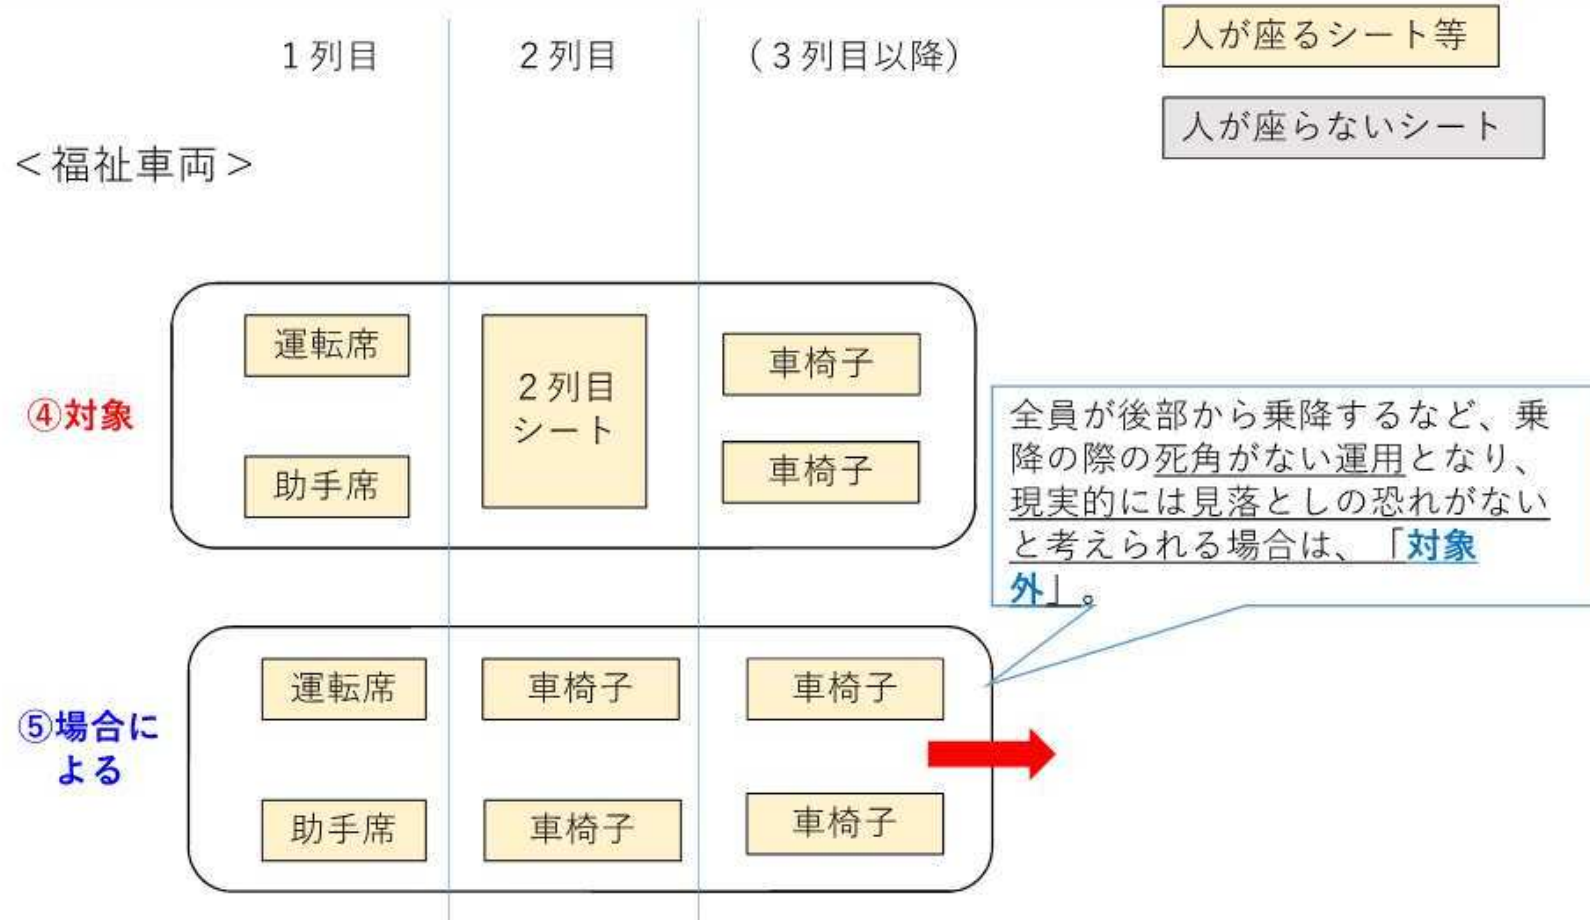 1列目
2列目
(3列目以降)
人が座るシート等
人が座らないシート
＜福祉車両＞
④対象
運転席
助手席
2列目
シート
車椅子
車椅子
全員が後部から乗降するなど、乗
降の際の死角がない運用となり、
現実的には見落としの恐れがない
と考えられる場合は、「対象
外」。
⑤場合に
よる
運転席
車椅子
車椅子
助手席
車椅子
車椅子